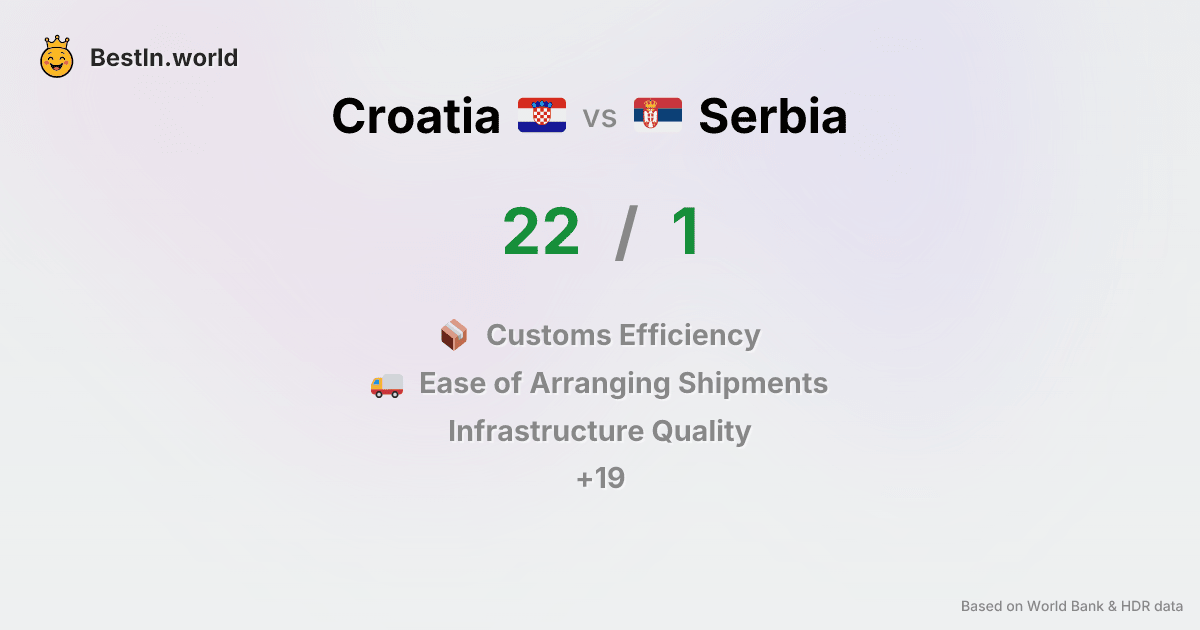 BestIn.world
Croatia vs Serbia
22 / 1
Customs Efficiency
Ease of Arranging Shipments
Infrastructure Quality
+19
Based on World Bank & HDR data